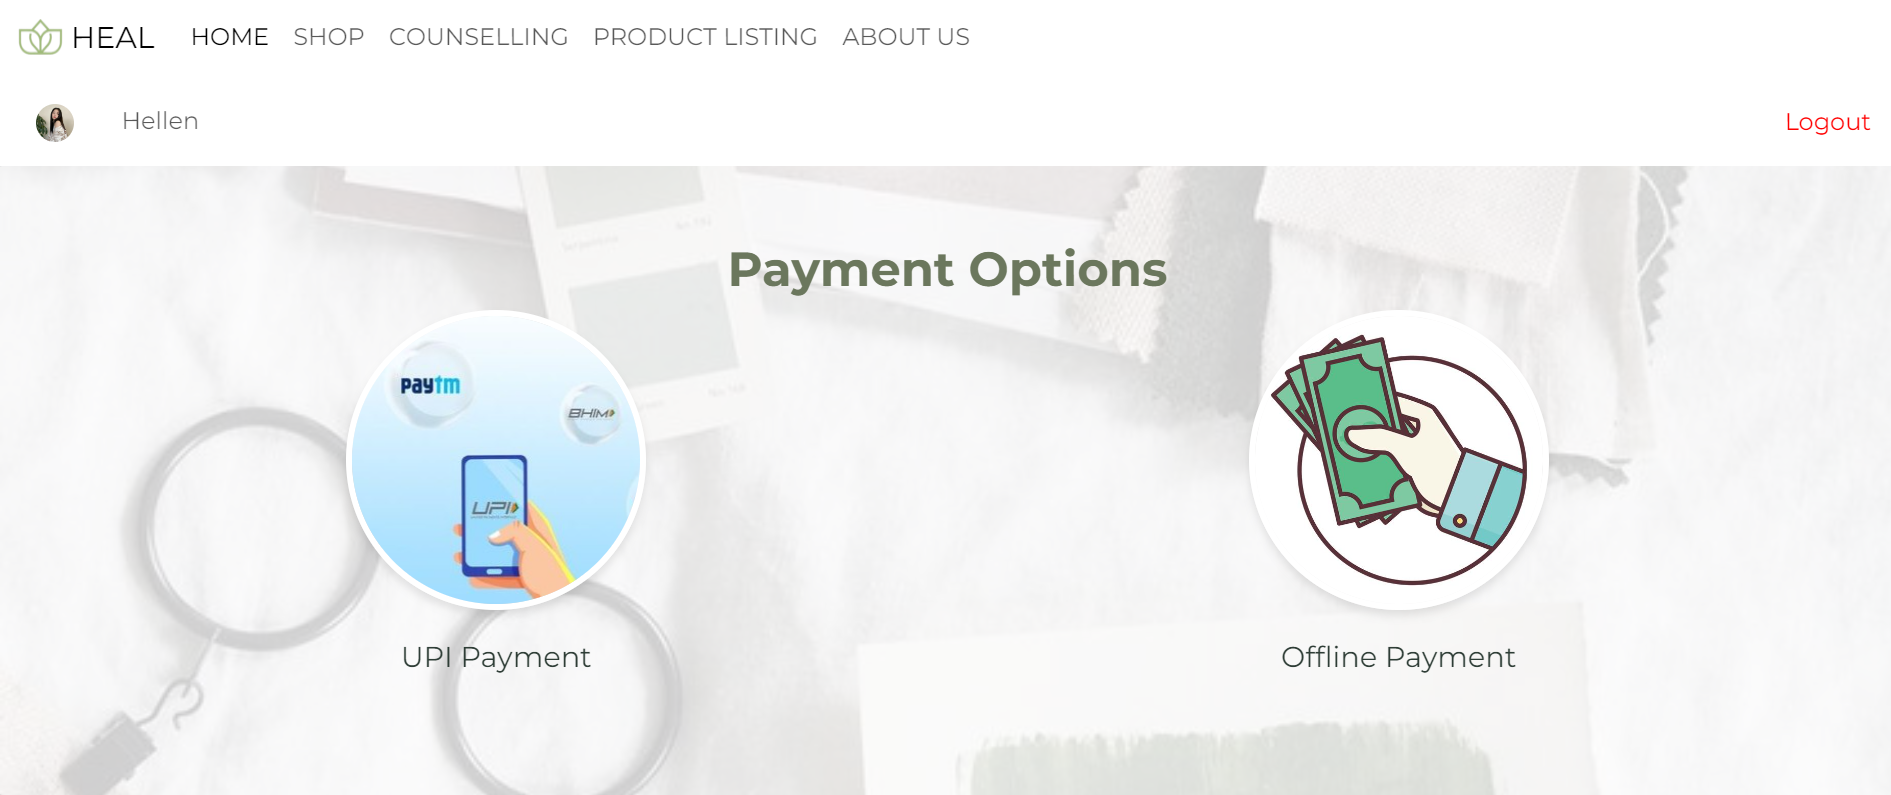 HEAL HOME SHOP COUNSELLING PRODUCT LISTING ABOUT US
Hellen Logout
Payment Options
paytm
BHIM
UPI
UPI Payment
Offline Payment